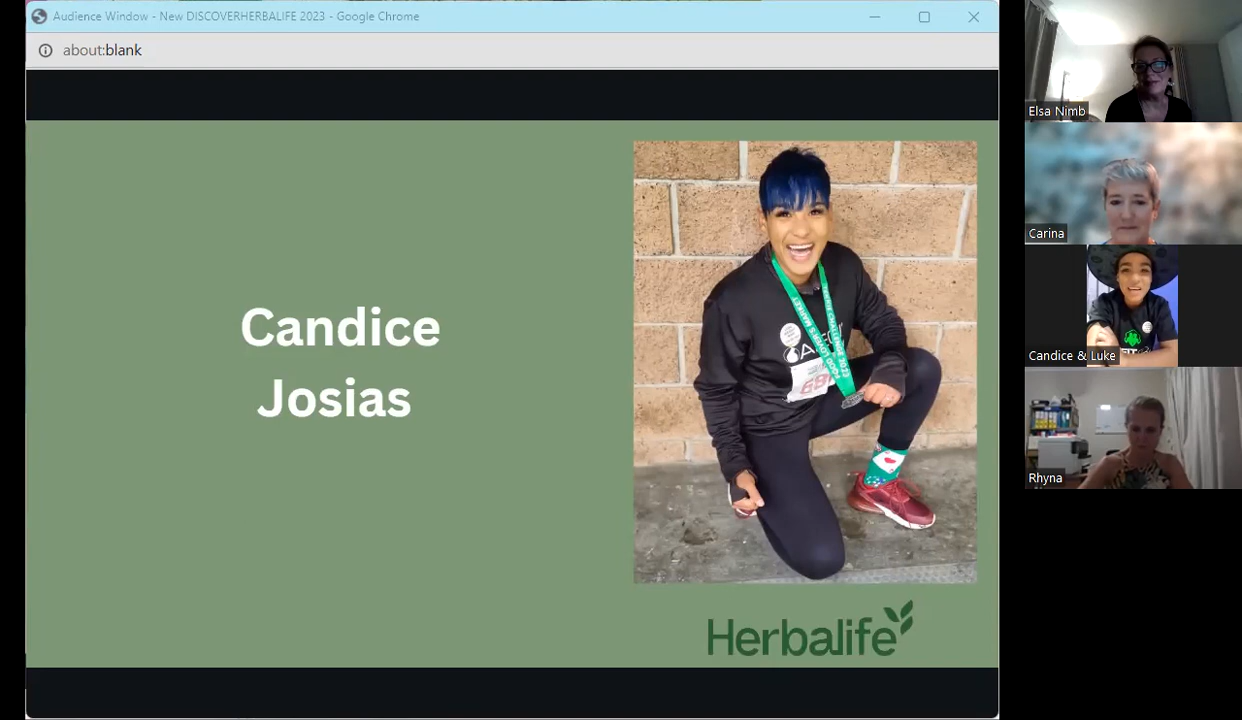 Audience Window - New DISCOVERHERBALIFE 2023 - Google Chrome
about:blank
Candice
Josias
Herbalife
Elsa Nimb
Carina
Candice & Luke
Rhyna